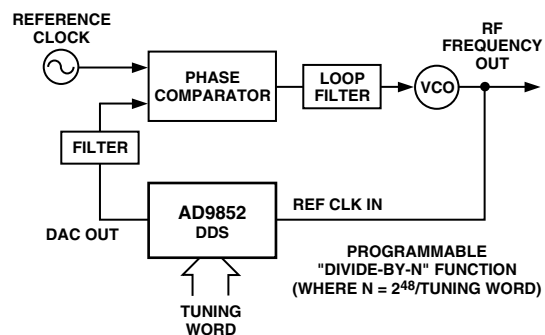 REFERENCE
CLOCK
PHASE
COMPARATOR
LOOP
FILTER
VCO
RF
FREQUENCY
OUT
FILTER
AD9852
DDS
REF CLK IN
DAC OUT
TUNING
WORD
PROGRAMMABLE
"DIVIDE-BY-N" FUNCTION
(WHERE N = 2⁴⁸/TUNING WORD)